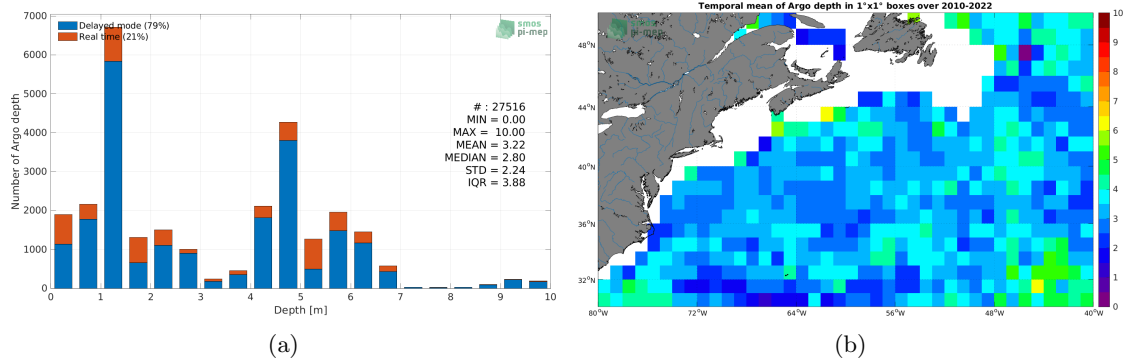 Temporal mean of Argo depth in 1°x1° boxes over 2010-2022
Delayed mode (79%)
Real time (21%)
smos
pi-mep
# : 27516
MIN = 0.00
MAX = 10.00
MEAN = 3.22
MEDIAN = 2.80
STD = 2.24
IQR = 3.88
Number of Argo depth
7000
6000
5000
4000
3000
2000
1000
0
0 1 2 3 4 5 6 7 8 9 10
Depth [m]
(a)
smos
pi-mep
48°N
44°N
40°N
36°N
32°N
80°W 72°W 64°W 56°W 48°W 40°W
10
9
8
7
6
5
4
3
2
1
0
(b)